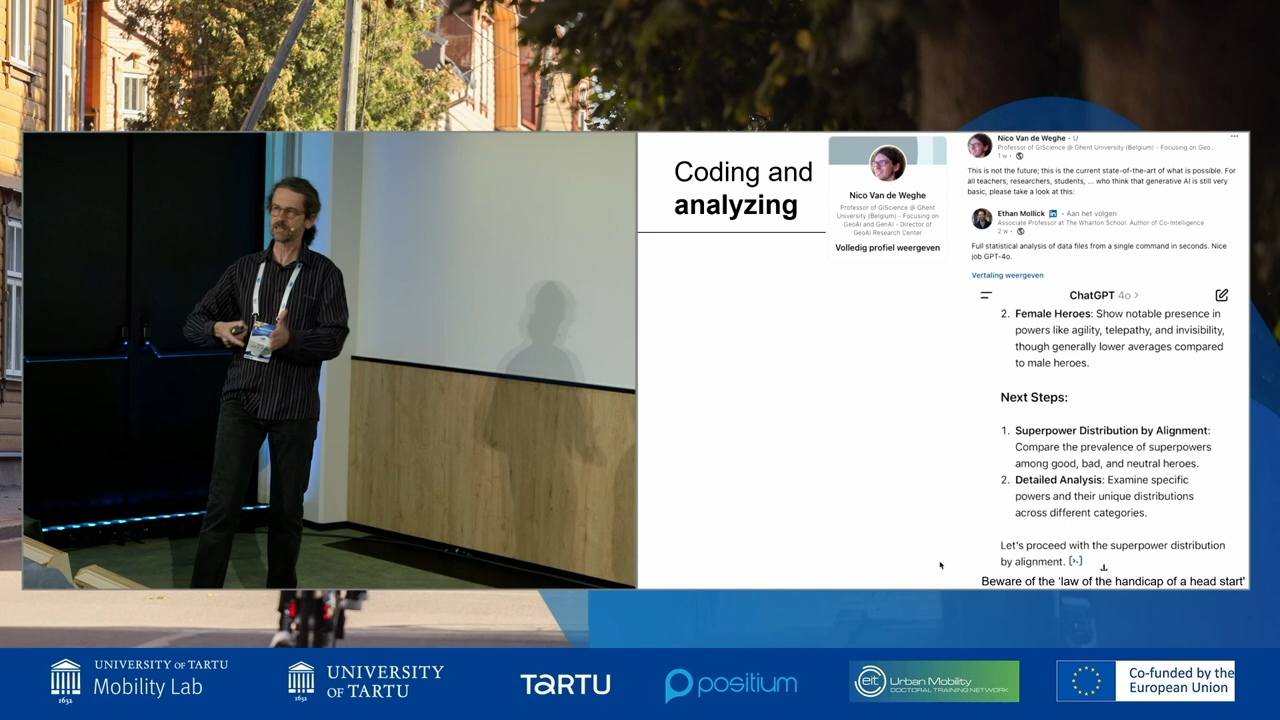 Coding and
analyzing
Nico Van de Weghe
Professor of GIScience @ Ghent
University (Belgium) - Focusing on
GeoAI and GenAI - Director of
GeoAI Research Center
Volledig profiel weergeven
Nico Van de Weghe • U
Professor of GIScience @ Ghent University (Belgium) - Focusing on Geo...
1 w •
This is not the future; this is the current state-of-the-art of what is possible. For
all teachers, researchers, students, ... who think that generative AI is still very
basic, please take a look at this:
Ethan Mollick in • Aan het volgen
Associate Professor at The Wharton School. Author of Co-Intelligence
2 w •
Full statistical analysis of data files from a single command in seconds. Nice
job GPT-4o.
Vertaling weergeven
ChatGPT 4o >
2. Female Heroes: Show notable presence in
powers like agility, telepathy, and invisibility,
though generally lower averages compared
to male heroes.
Next Steps:
1. Superpower Distribution by Alignment:
Compare the prevalence of superpowers
among good, bad, and neutral heroes.
2. Detailed Analysis: Examine specific
powers and their unique distributions
across different categories.
Let's proceed with the superpower distribution
by alignment. [>-]
Beware of the 'law of the handicap of a head start'
1632
UNIVERSITY OF TARTU
Mobility Lab
1632
UNIVERSITY
OF TARTU
TARTU
positium
eit Urban Mobility
DOCTORAL TRAINING NETWORK
Co-funded by the
European Union